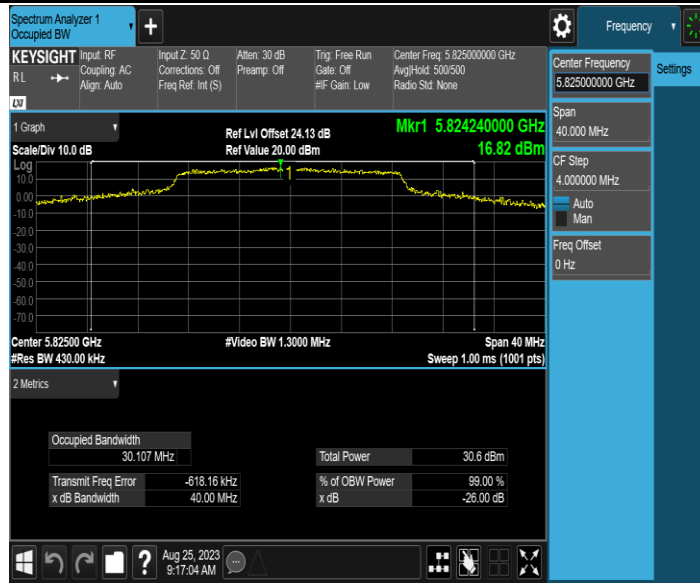 Spectrum Analyzer 1
Occupied BW
+
Frequency
KEYSIGHT
RL
LXI
Input: RF
Coupling: AC
Align: Auto
Input Z: 50 Ω
Corrections: Off
Freq Ref: Int (S)
Atten: 30 dB
Preamp: Off
Trig: Free Run
Gate: Off
#IF Gain: Low
Center Freq: 5.825000000 GHz
Avg|Hold: 500/500
Radio Std: None
Center Frequency
5.825000000 GHz
Settings
Span
40.000 MHz
CF Step
4.000000 MHz
Auto
Man
Freq Offset
0 Hz
1 Graph
Scale/Div 10.0 dB
Ref Lvl Offset 24.13 dB
Ref Value 20.00 dBm
Mkr1 5.824240000 GHz
16.82 dBm
Log
10.0
0.00
-10.0
-20.0
-30.0
-40.0
-50.0
-60.0
-70.0
1
Center 5.82500 GHz
#Res BW 430.00 kHz
#Video BW 1.3000 MHz
Span 40 MHz
Sweep 1.00 ms (1001 pts)
2 Metrics
Occupied Bandwidth
30.107 MHz
Total Power 30.6 dBm
Transmit Freq Error -618.16 kHz
% of OBW Power 99.00 %
x dB Bandwidth 40.00 MHz
x dB -26.00 dB
?
Aug 25, 2023
9:17:04 AM